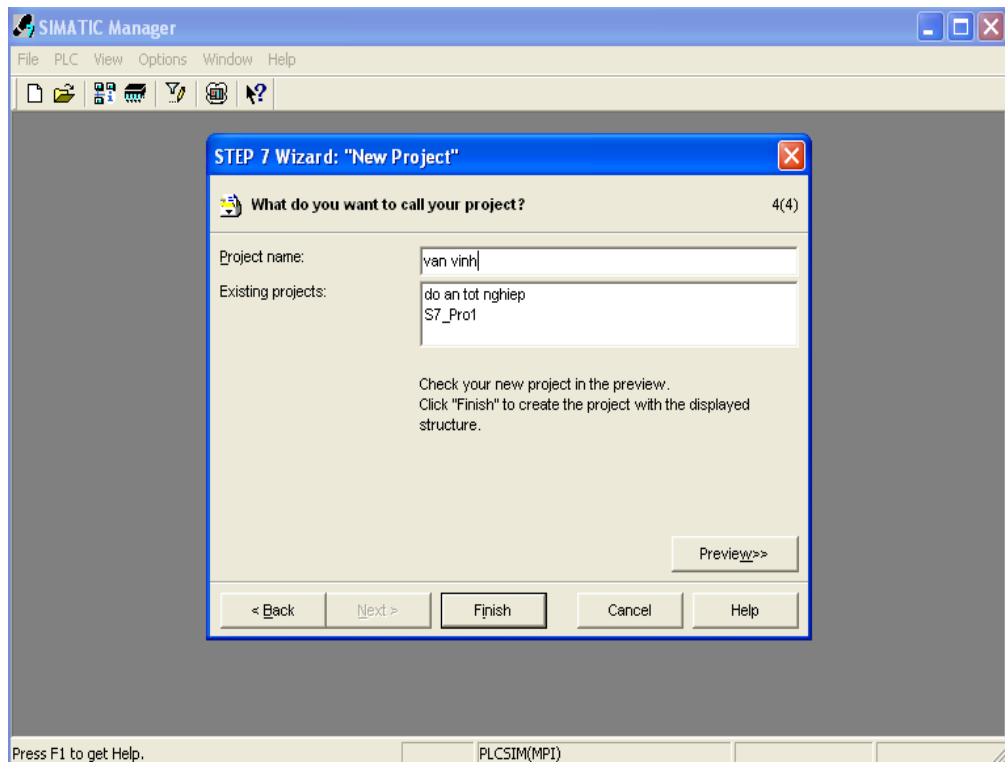 SIMATIC Manager
File PLC View Options Window Help
STEP 7 Wizard: "New Project"
What do you want to call your project? 4(4)
Project name: van vinh
Existing projects: do an tot nghiep
S7_Pro1
Check your new project in the preview.
Click "Finish" to create the project with the displayed
structure.
Preview>>
< Back Next > Finish Cancel Help
Press F1 to get Help. PLCSIM(MPI)